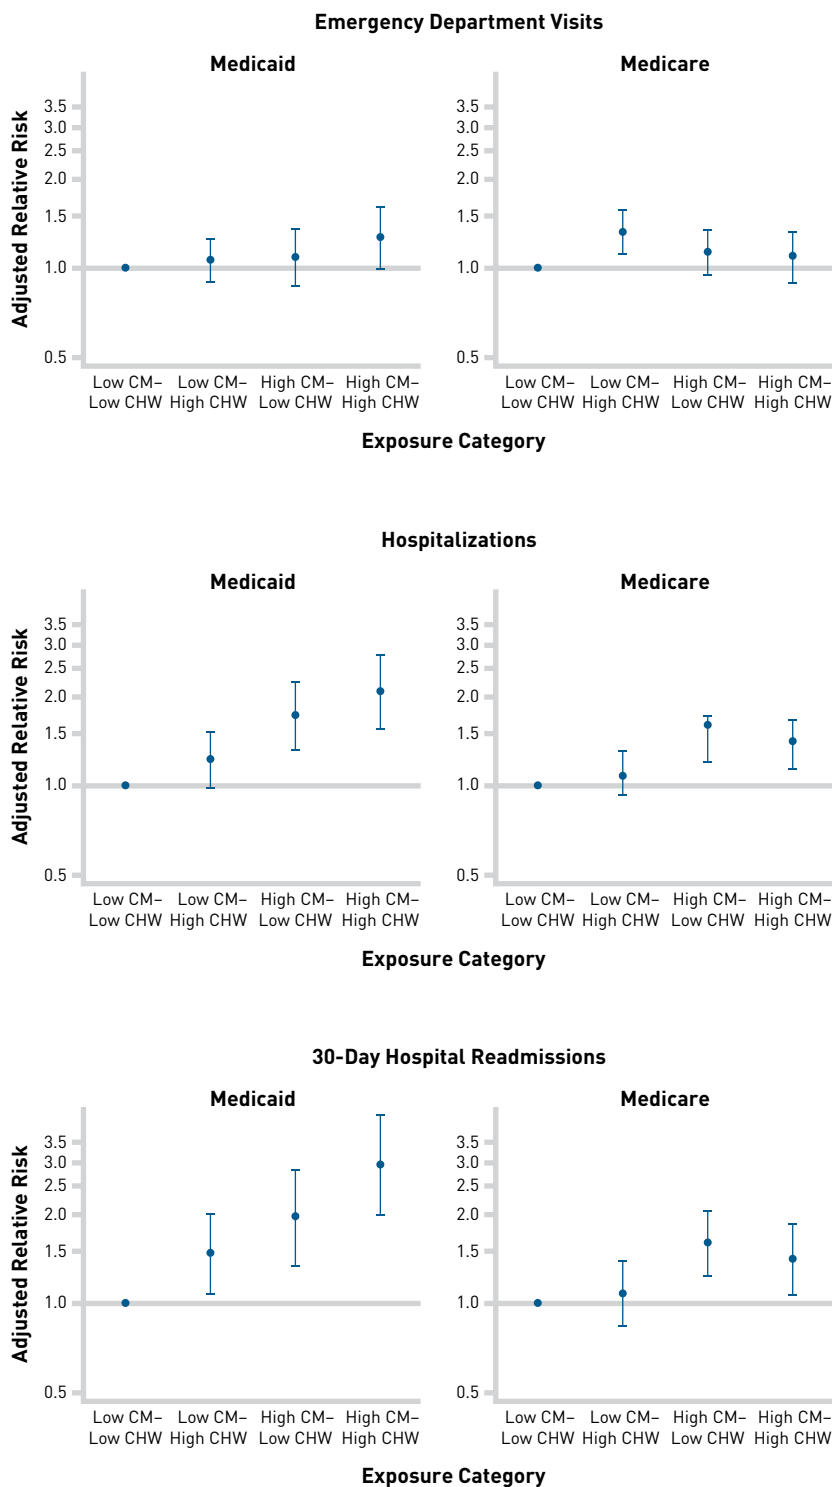 Emergency Department Visits
Medicaid
Medicare
Adjusted Relative Risk
3.5
3.0
2.5
2.0
1.5
1.0
0.5
3.5
3.0
2.5
2.0
1.5
1.0
0.5
Low CM–
Low CHW
Low CM–
High CHW
High CM–
Low CHW
High CM–
High CHW
Low CM–
Low CHW
Low CM–
High CHW
High CM–
Low CHW
High CM–
High CHW
Exposure Category
Hospitalizations
Medicaid
Medicare
Adjusted Relative Risk
3.5
3.0
2.5
2.0
1.5
1.0
0.5
3.5
3.0
2.5
2.0
1.5
1.0
0.5
Low CM–
Low CHW
Low CM–
High CHW
High CM–
Low CHW
High CM–
High CHW
Low CM–
Low CHW
Low CM–
High CHW
High CM–
Low CHW
High CM–
High CHW
Exposure Category
30-Day Hospital Readmissions
Medicaid
Medicare
Adjusted Relative Risk
3.5
3.0
2.5
2.0
1.5
1.0
0.5
3.5
3.0
2.5
2.0
1.5
1.0
0.5
Low CM–
Low CHW
Low CM–
High CHW
High CM–
Low CHW
High CM–
High CHW
Low CM–
Low CHW
Low CM–
High CHW
High CM–
Low CHW
High CM–
High CHW
Exposure Category